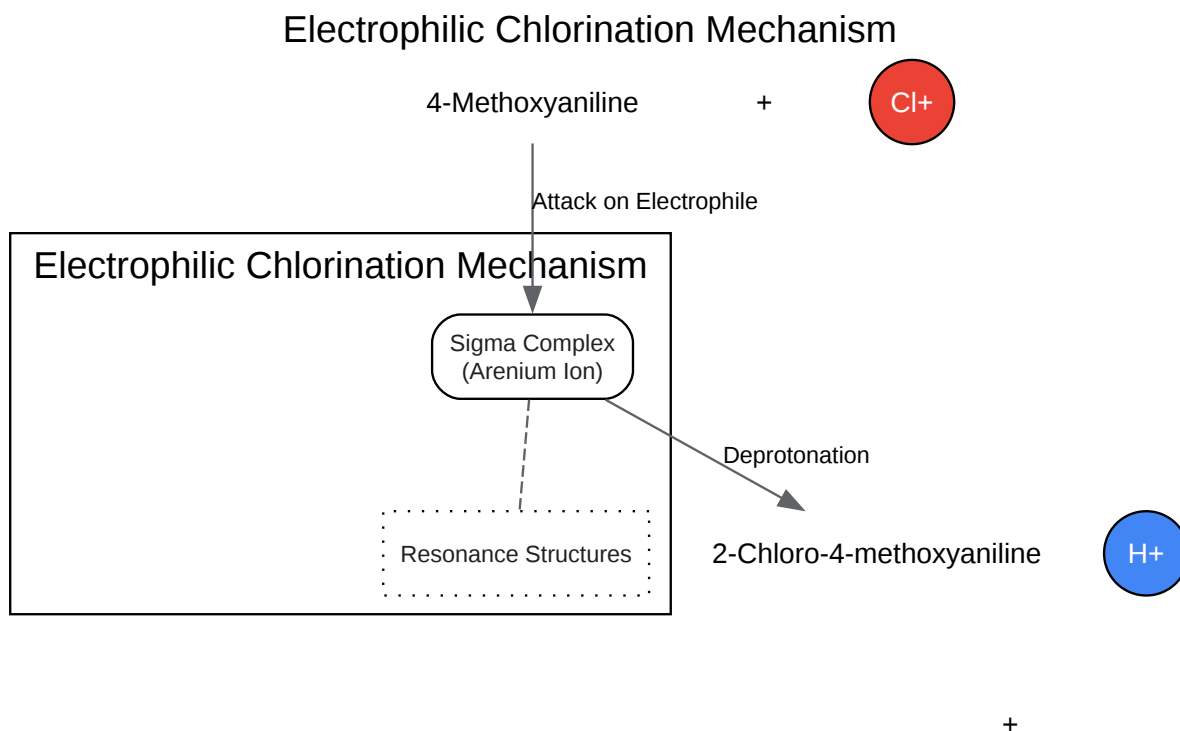 Electrophilic Chlorination Mechanism
4-Methoxyaniline + Cl+
Attack on Electrophile
Electrophilic Chlorination Mechanism
Sigma Complex
(Arenium Ion)
Deprotonation
Resonance Structures
2-Chloro-4-methoxyaniline
H+
+